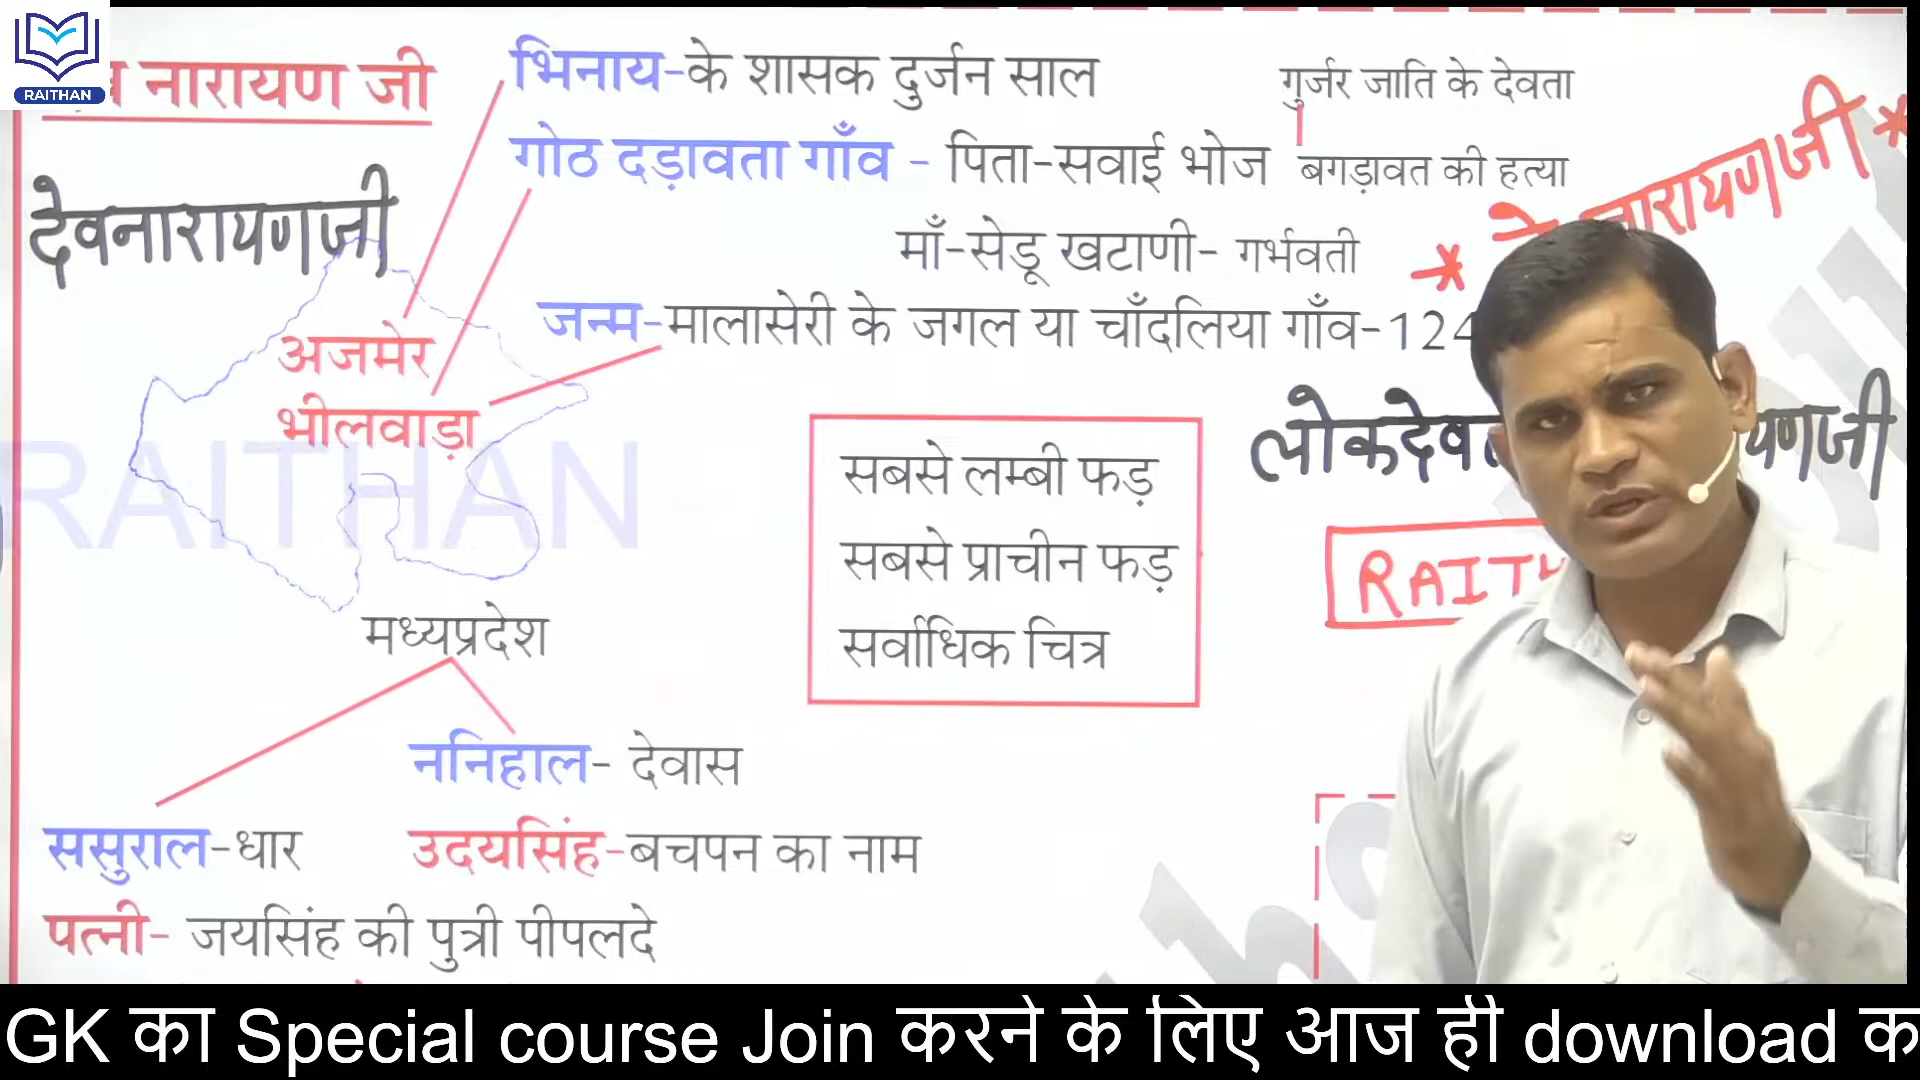 RAITHAN
नारायण जी
भिनाय-के शासक दुर्जन साल
गुर्जर जाति के देवता
गोठ दड़ावता गाँव - पिता-सवाई भोज
बगड़ावत की हत्या
देवनारायणजी
नारायणजी *
माँ-सेडू खटाणी- गर्भवती
*
जन्म-मालासेरी के जगल या चाँदलिया गाँव-124
अजमेर
भीलवाड़ा
RAITHAN
सबसे लम्बी फड़
सबसे प्राचीन फड़
सर्वाधिक चित्र
लोकदेव यणजी
RAITH
मध्यप्रदेश
ननिहाल- देवास
ससुराल-धार
उदयसिंह-बचपन का नाम
पत्नी- जयसिंह की पुत्री पीपलदे
GK का Special course Join करने के लिए आज ही download क